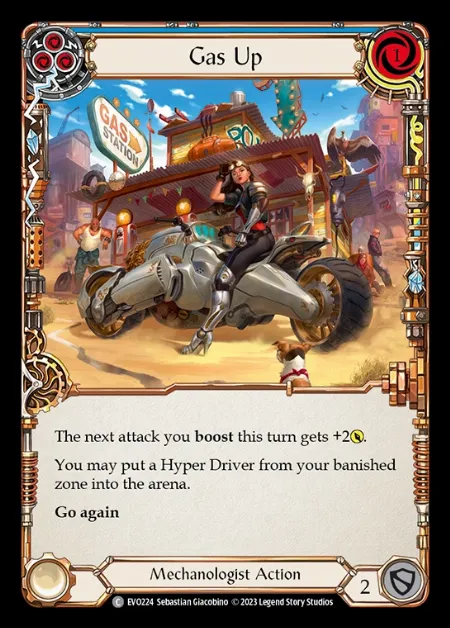 Gas Up
1
GAS
STATION
The next attack you boost this turn gets +2.
You may put a Hyper Driver from your banished
zone into the arena.
Go again
Mechanologist Action
2
C EVO224 Sebastian Giacobino © 2023 Legend Story Studios